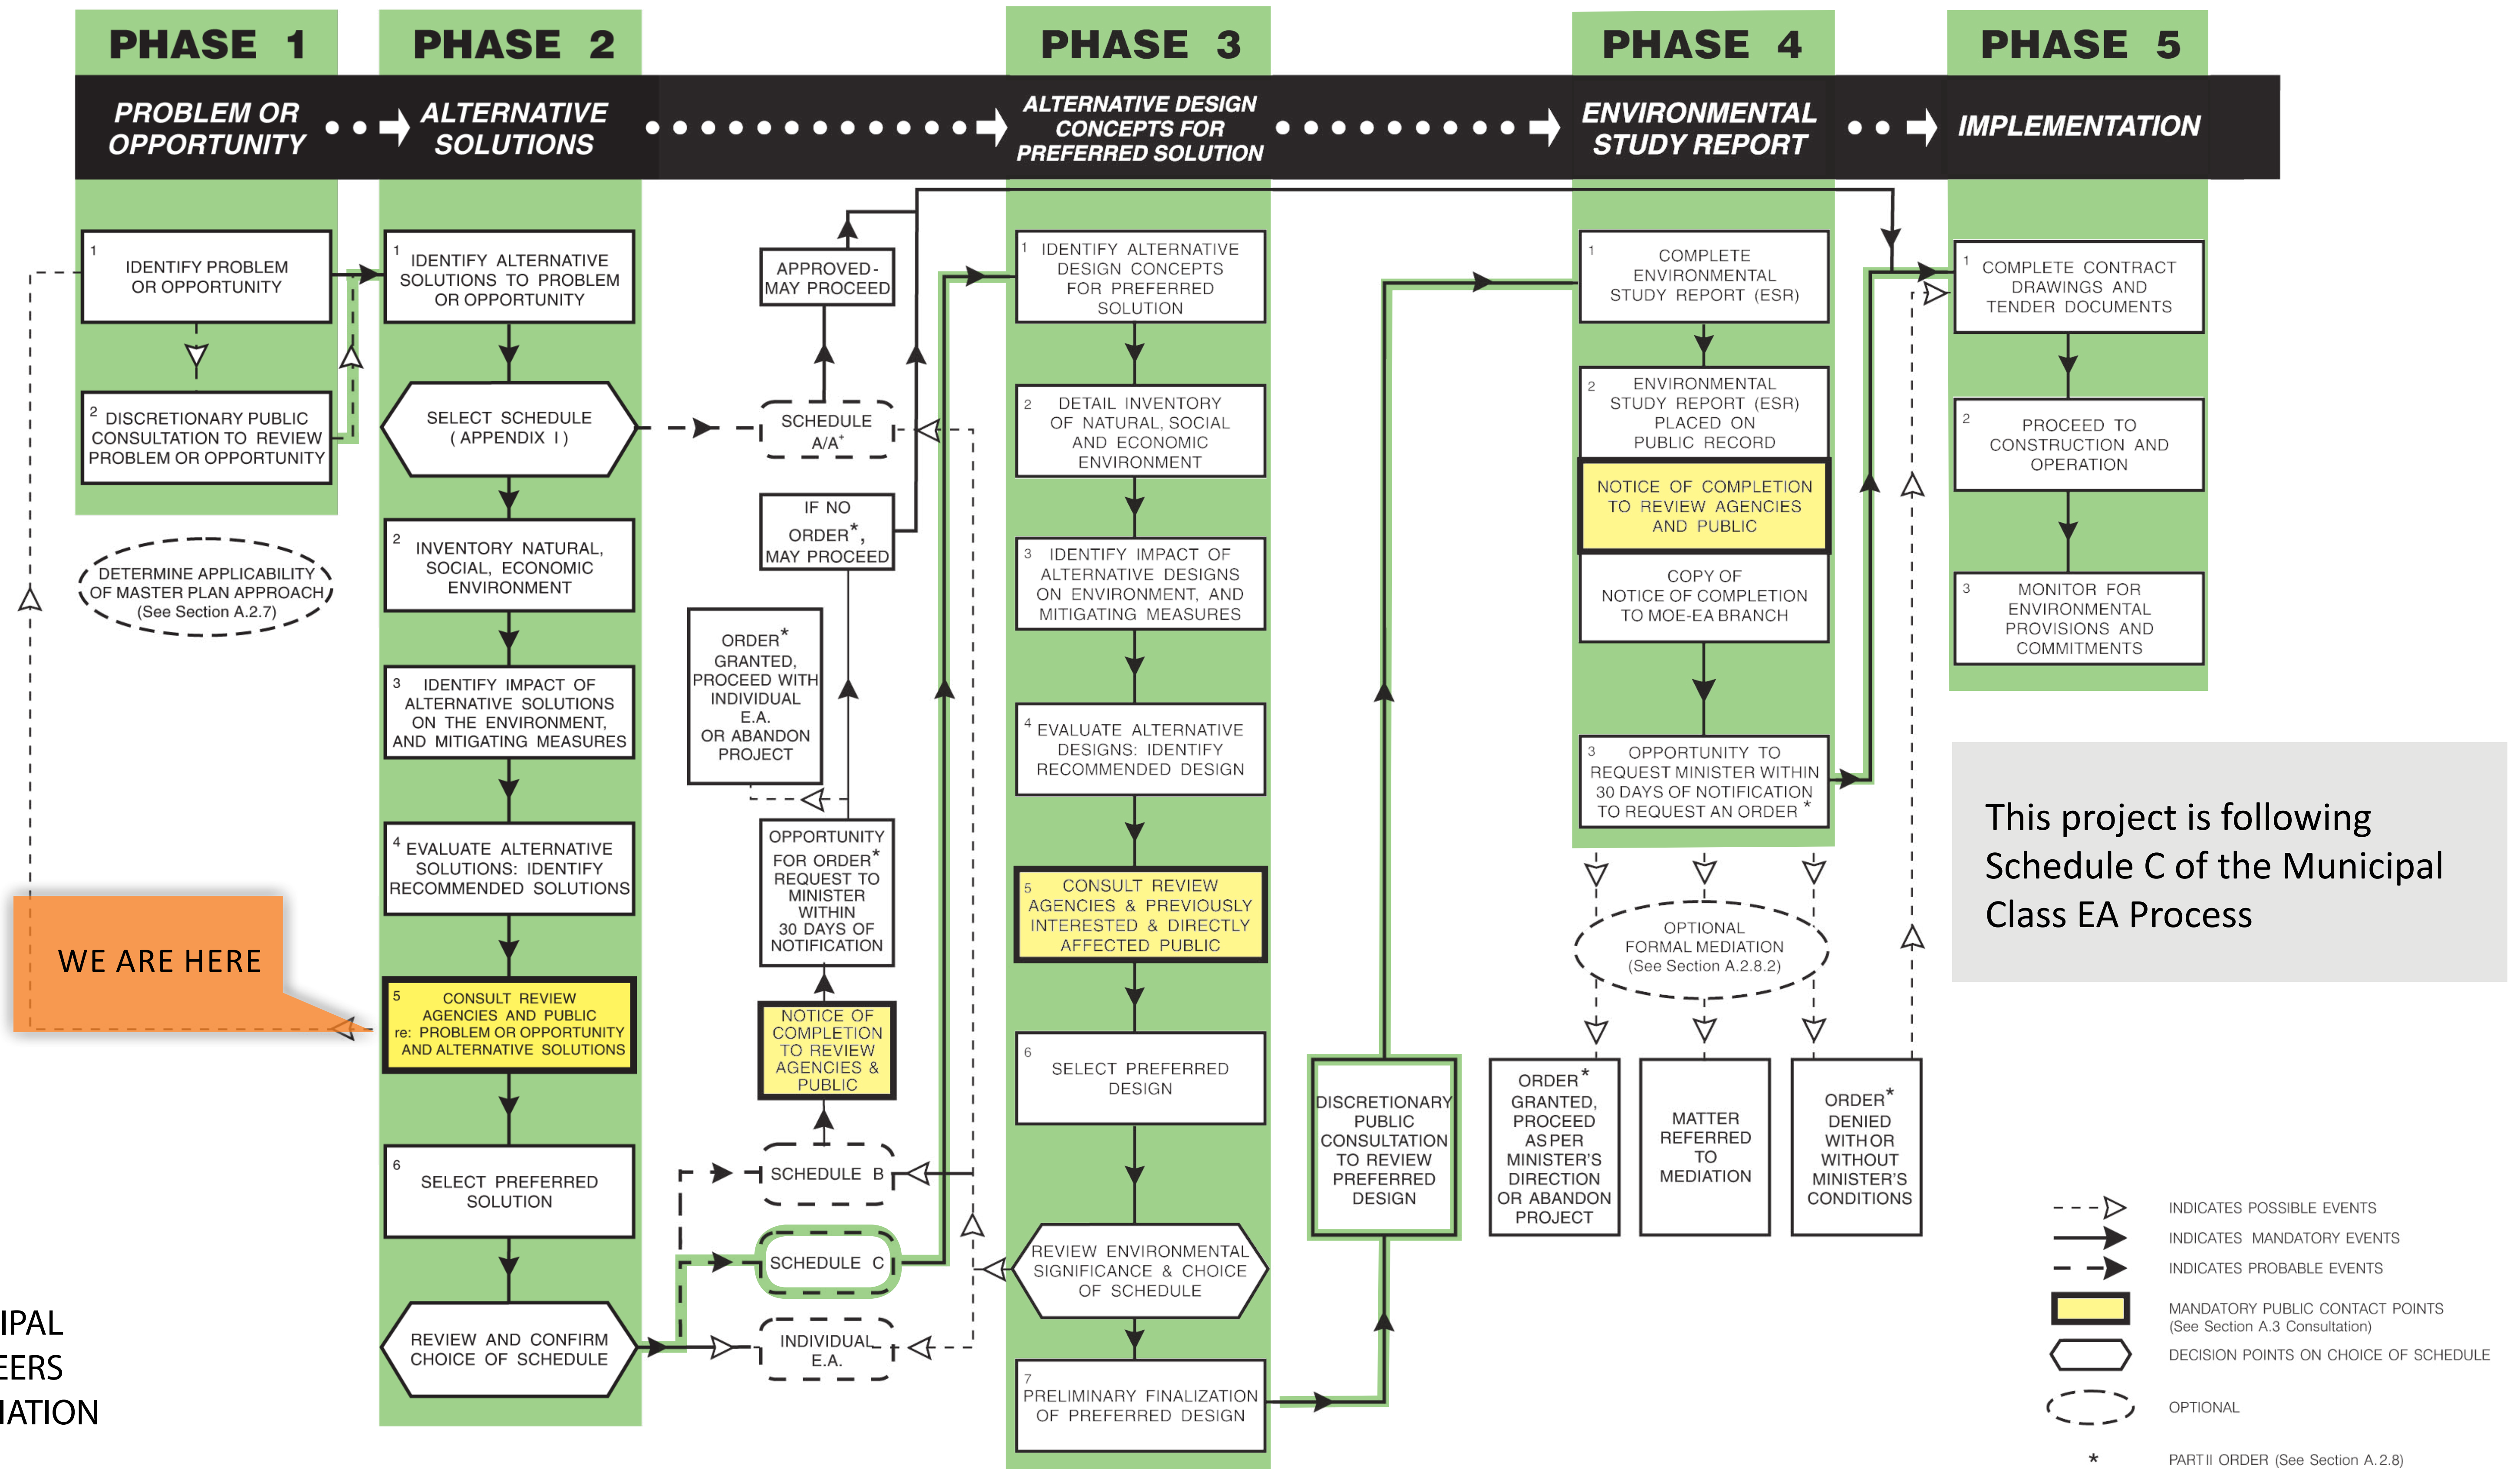 PHASE 1
PHASE 2
PHASE 3
PHASE 4
PHASE 5
PROBLEM OR
OPPORTUNITY
ALTERNATIVE
SOLUTIONS
ALTERNATIVE DESIGN
CONCEPTS FOR
PREFERRED SOLUTION
ENVIRONMENTAL
STUDY REPORT
IMPLEMENTATION
1
IDENTIFY PROBLEM
OR OPPORTUNITY
2 DISCRETIONARY PUBLIC
CONSULTATION TO REVIEW
PROBLEM OR OPPORTUNITY
DETERMINE APPLICABILITY
OF MASTER PLAN APPROACH
(See Section A.2.7)
WE ARE HERE
1
IDENTIFY ALTERNATIVE
SOLUTIONS TO PROBLEM
OR OPPORTUNITY
SELECT SCHEDULE
( APPENDIX I )
2
INVENTORY NATURAL,
SOCIAL, ECONOMIC
ENVIRONMENT
3 IDENTIFY IMPACT OF
ALTERNATIVE SOLUTIONS
ON THE ENVIRONMENT,
AND MITIGATING MEASURES
4 EVALUATE ALTERNATIVE
SOLUTIONS: IDENTIFY
RECOMMENDED SOLUTIONS
5 CONSULT REVIEW
AGENCIES AND PUBLIC
re: PROBLEM OR OPPORTUNITY
AND ALTERNATIVE SOLUTIONS
6
SELECT PREFERRED
SOLUTION
REVIEW AND CONFIRM
CHOICE OF SCHEDULE
APPROVED-
MAY PROCEED
SCHEDULE
A/A+
IF NO
ORDER*,
MAY PROCEED
ORDER*
GRANTED,
PROCEED WITH
INDIVIDUAL
E.A.
OR ABANDON
PROJECT
OPPORTUNITY
FOR ORDER*
REQUEST TO
MINISTER
WITHIN
30 DAYS OF
NOTIFICATION
NOTICE OF
COMPLETION
TO REVIEW
AGENCIES &
PUBLIC
SCHEDULE B
SCHEDULE C
INDIVIDUAL
E.A.
1 IDENTIFY ALTERNATIVE
DESIGN CONCEPTS
FOR PREFERRED
SOLUTION
2 DETAIL INVENTORY
OF NATURAL, SOCIAL
AND ECONOMIC
ENVIRONMENT
3 IDENTIFY IMPACT OF
ALTERNATIVE DESIGNS
ON ENVIRONMENT, AND
MITIGATING MEASURES
4 EVALUATE ALTERNATIVE
DESIGNS: IDENTIFY
RECOMMENDED DESIGN
5 CONSULT REVIEW
AGENCIES & PREVIOUSLY
INTERESTED & DIRECTLY
AFFECTED PUBLIC
6
SELECT PREFERRED
DESIGN
REVIEW ENVIRONMENTAL
SIGNIFICANCE & CHOICE
OF SCHEDULE
7
PRELIMINARY FINALIZATION
OF PREFERRED DESIGN
DISCRETIONARY
PUBLIC
CONSULTATION
TO REVIEW
PREFERRED
DESIGN
1
COMPLETE
ENVIRONMENTAL
STUDY REPORT (ESR)
2 ENVIRONMENTAL
STUDY REPORT (ESR)
PLACED ON
PUBLIC RECORD
NOTICE OF COMPLETION
TO REVIEW AGENCIES
AND PUBLIC
COPY OF
NOTICE OF COMPLETION
TO MOE-EA BRANCH
3 OPPORTUNITY TO
REQUEST MINISTER WITHIN
30 DAYS OF NOTIFICATION
TO REQUEST AN ORDER *
OPTIONAL
FORMAL MEDIATION
(See Section A.2.8.2)
ORDER*
GRANTED,
PROCEED
AS PER
MINISTER'S
DIRECTION
OR ABANDON
PROJECT
MATTER
REFERRED
TO
MEDIATION
ORDER*
DENIED
WITH OR
WITHOUT
MINISTER'S
CONDITIONS
1
COMPLETE CONTRACT
DRAWINGS AND
TENDER DOCUMENTS
2
PROCEED TO
CONSTRUCTION AND
OPERATION
3 MONITOR FOR
ENVIRONMENTAL
PROVISIONS AND
COMMITMENTS
This project is following
Schedule C of the Municipal
Class EA Process
INDICATES POSSIBLE EVENTS
INDICATES MANDATORY EVENTS
INDICATES PROBABLE EVENTS
MANDATORY PUBLIC CONTACT POINTS
(See Section A.3 Consultation)
DECISION POINTS ON CHOICE OF SCHEDULE
OPTIONAL
* PART II ORDER (See Section A.2.8)
IPAL
EERS
IATION